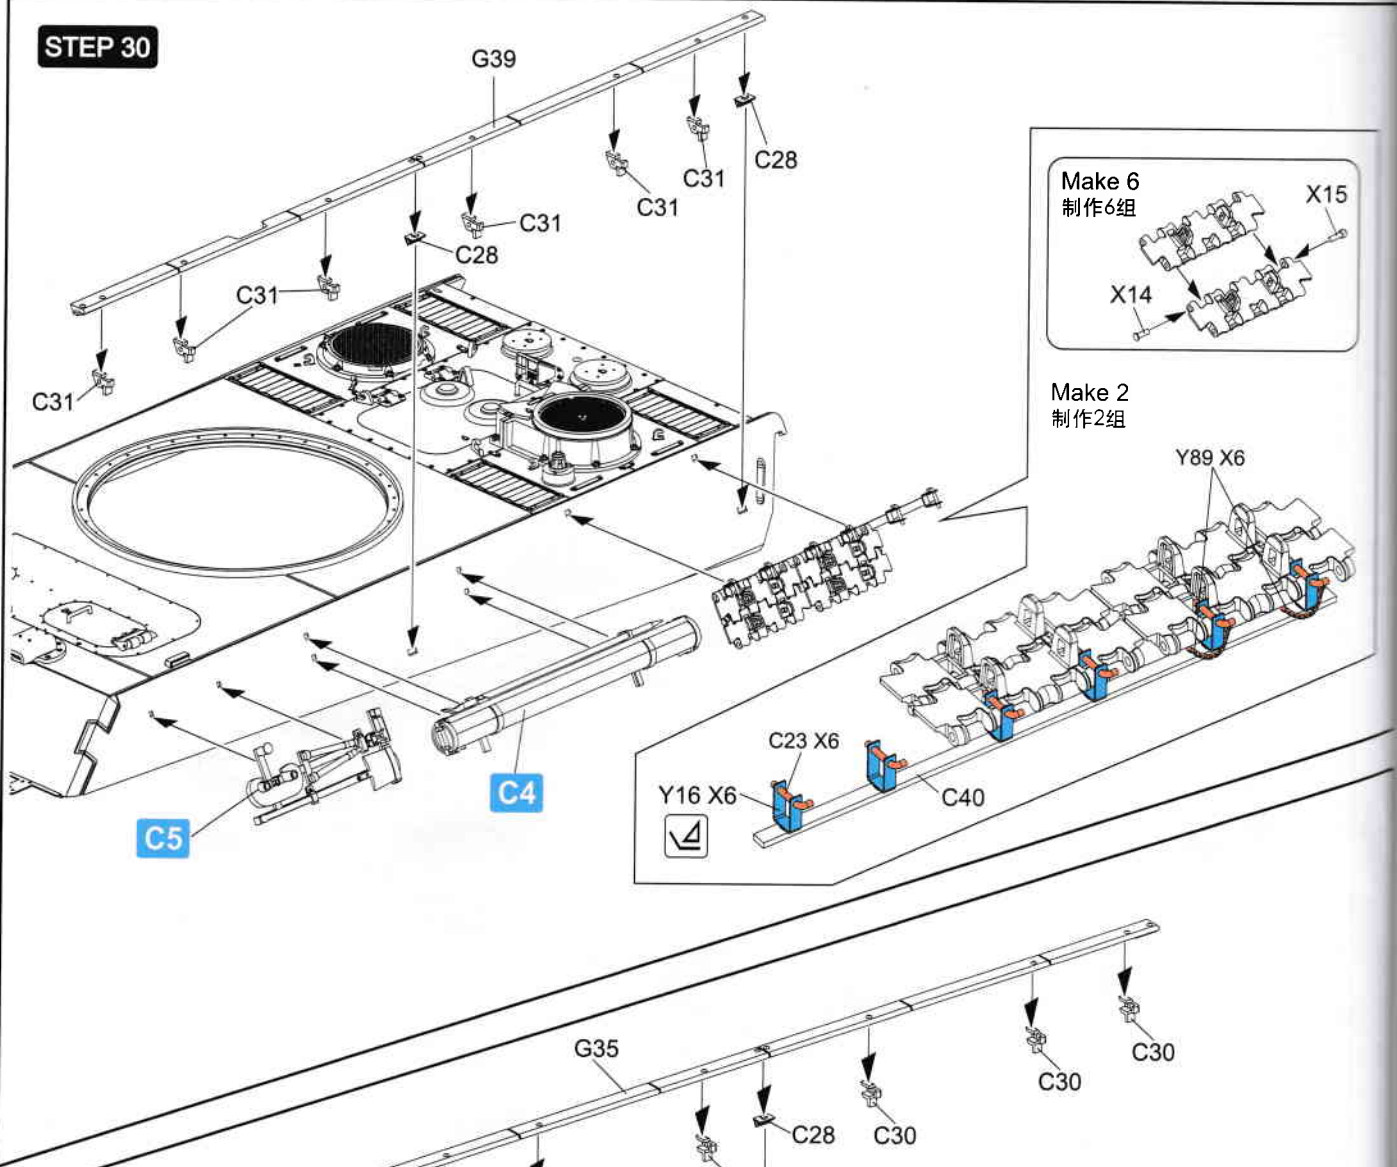 STEP 30
G39
C28
C31
C31
C31
C28
C31
C31
C4
C5
Make 6
制作6组
X15
X14
Make 2
制作2组
Y89 X6
C23 X6
Y16 X6
C40
G35
C30
C30
C28
C30